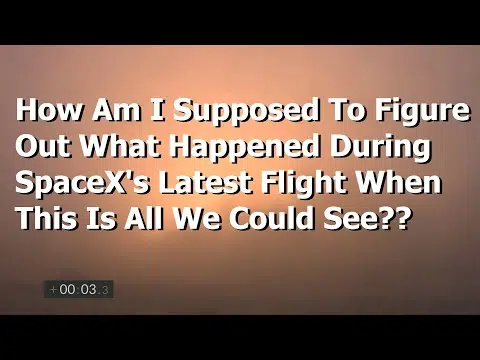 How Am I Supposed To Figure
Out What Happened During
SpaceX's Latest Flight When
This Is All We Could See??
+00:03.3